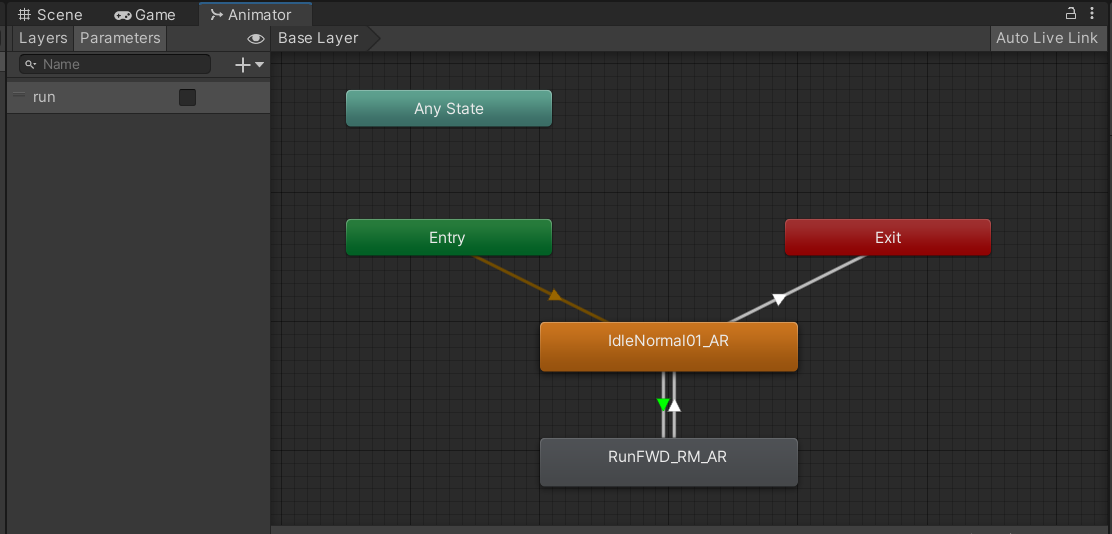 Scene
Game
Animator
Layers
Parameters
Base Layer
Auto Live Link
Name
run
Any State
Entry
Exit
IdleNormal01_AR
RunFWD_RM_AR